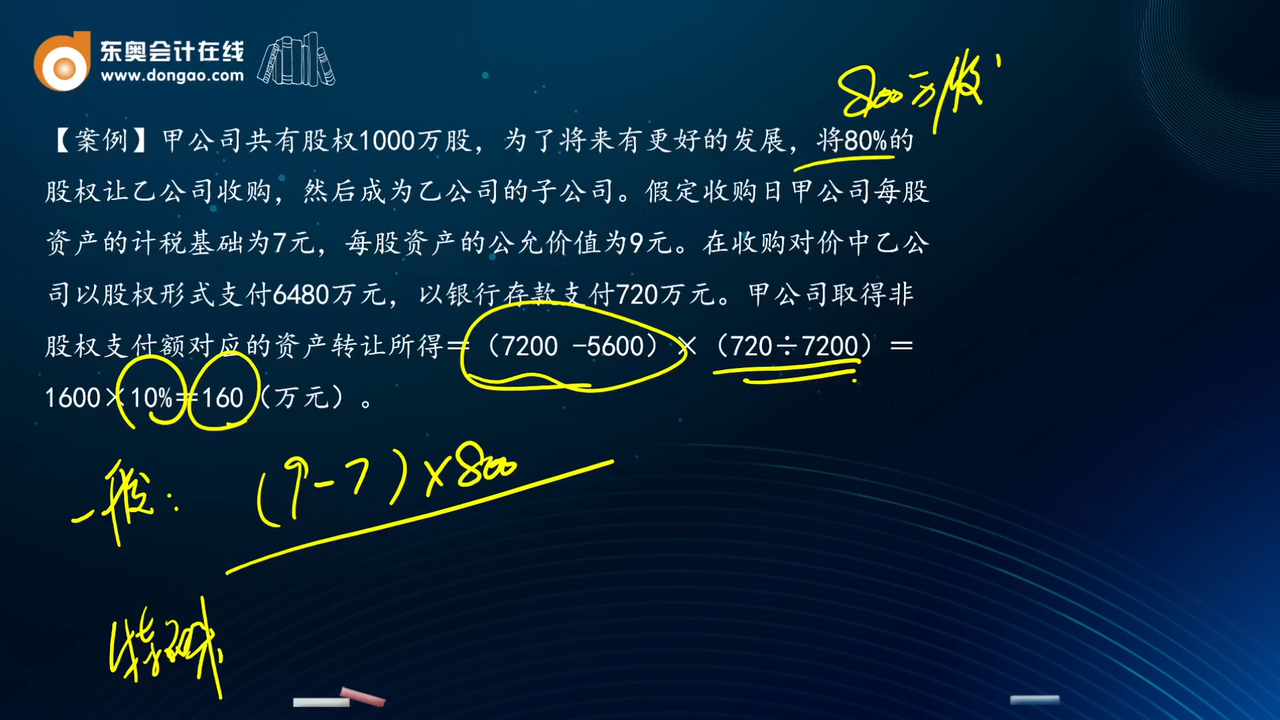 东奥会计在线
www.dongao.com
800万股
【案例】甲公司共有股权1000万股，为了将来有更好的发展，将80%的
股权让乙公司收购，然后成为乙公司的子公司。假定收购日甲公司每股
资产的计税基础为7元，每股资产的公允价值为9元。在收购对价中乙公
司以股权形式支付6480万元，以银行存款支付720万元。甲公司取得非
股权支付额对应的资产转让所得＝（7200 －5600）×（720÷7200）＝
1600×10%＝160（万元）。
一般：(9-7)×800